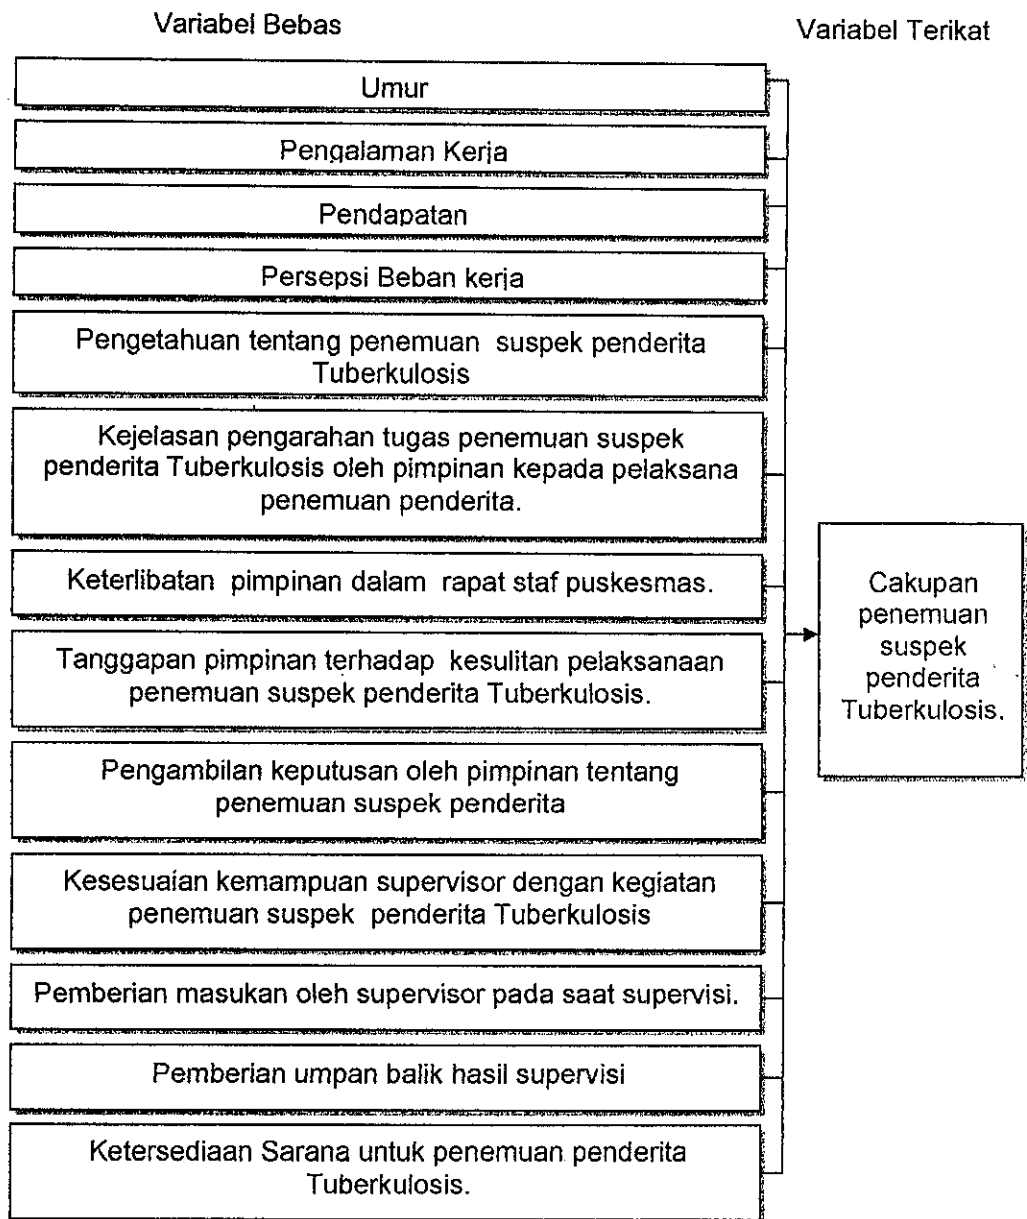 Variabel Bebas
Variabel Terikat
Umur
Pengalaman Kerja
Pendapatan
Persepsi Beban kerja
Pengetahuan tentang penemuan suspek penderita
Tuberkulosis
Kejelasan pengarahan tugas penemuan suspek
penderita Tuberkulosis oleh pimpinan kepada pelaksana
penemuan penderita.
Keterlibatan pimpinan dalam rapat staf puskesmas.
Tanggapan pimpinan terhadap kesulitan pelaksanaan
penemuan suspek penderita Tuberkulosis.
Pengambilan keputusan oleh pimpinan tentang
penemuan suspek penderita
Kesesuaian kemampuan supervisor dengan kegiatan
penemuan suspek penderita Tuberkulosis
Pemberian masukan oleh supervisor pada saat supervisi.
Pemberian umpan balik hasil supervisi
Ketersediaan Sarana untuk penemuan penderita
Tuberkulosis.
Cakupan
penemuan
suspek
penderita
Tuberkulosis.